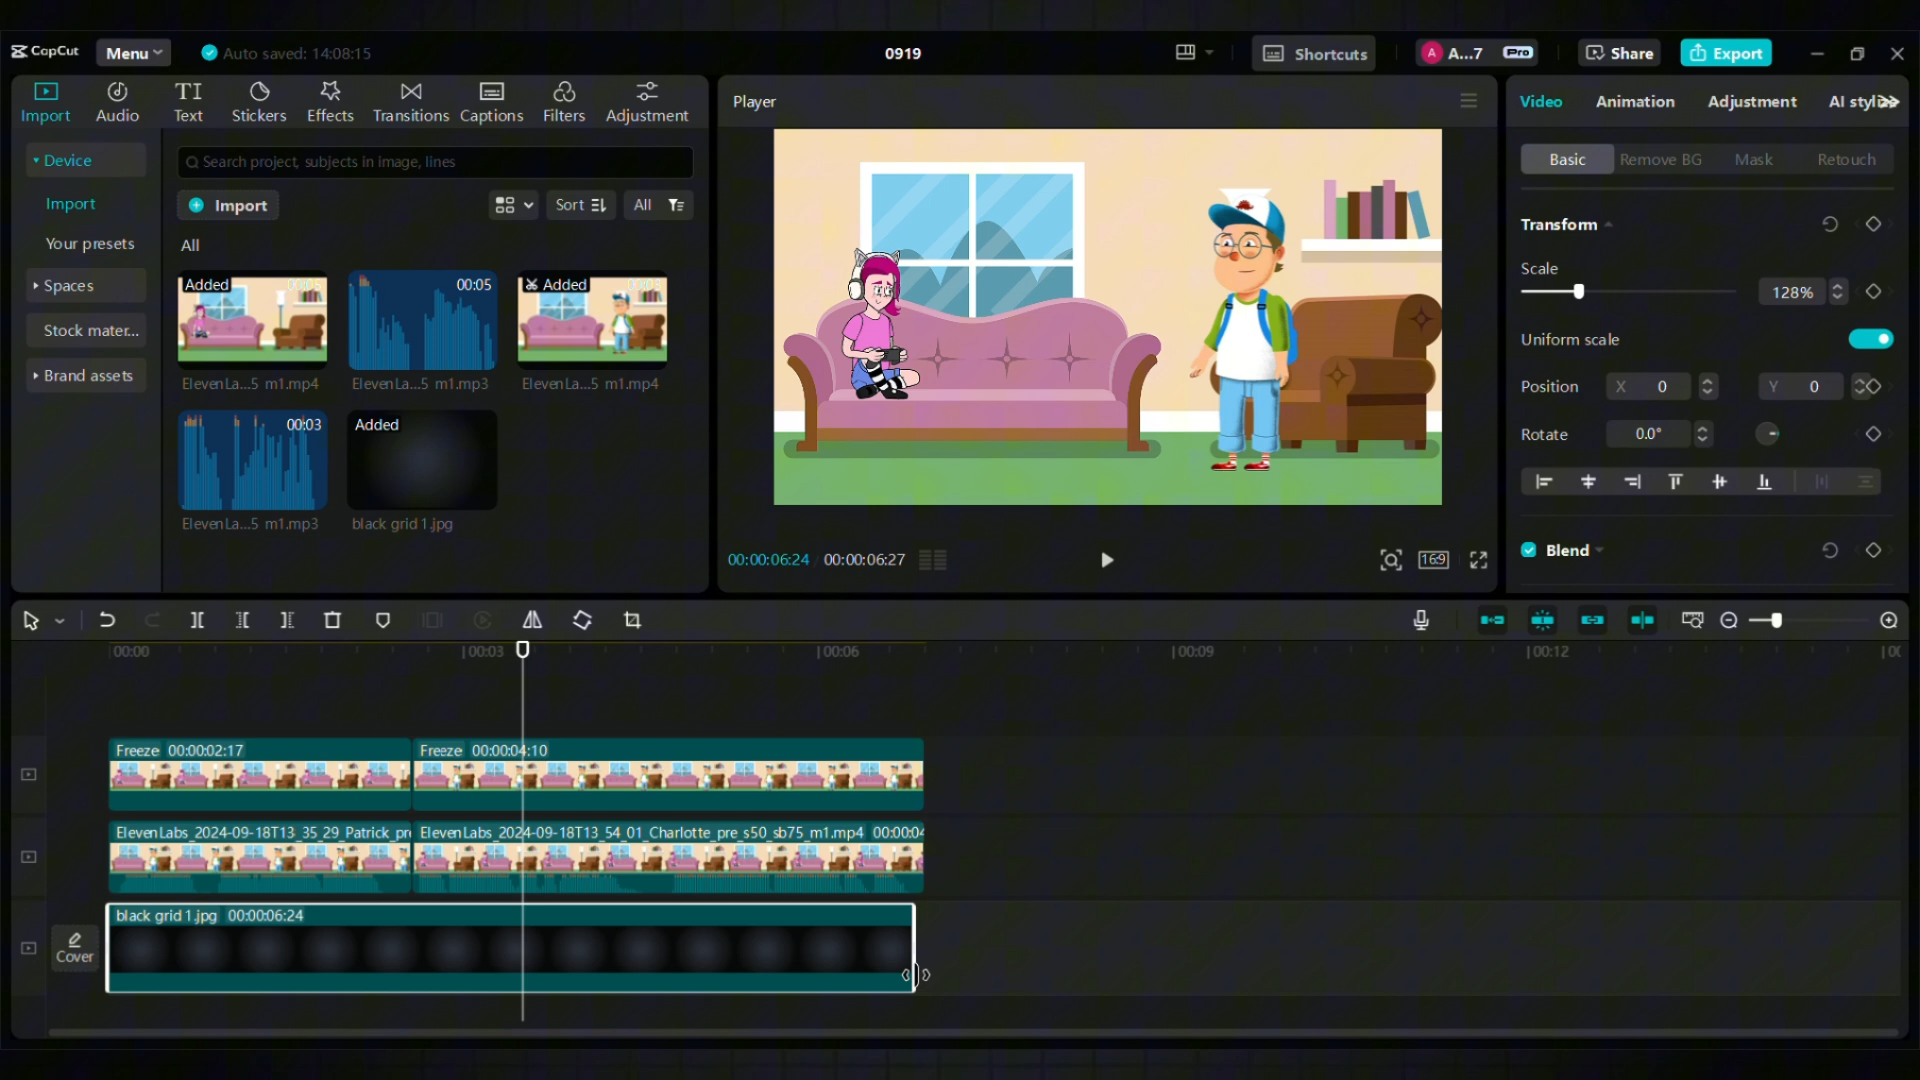 CapCut
Menu
Auto saved: 14:08:15
0919
Shortcuts
A A...7 Pro
Share
Export
Import
Audio
TI
Text
Stickers
Effects
Transitions
Captions
Filters
Adjustment
Device
Import
Your presets
Spaces
Stock mater...
Brand assets
Search project, subjects in image, lines
Import
Sort
All
All
Added
ElevenLa...5 m1.mp4
00:05
ElevenLa...5 m1.mp3
Added
ElevenLa...5 m1.mp4
00:03
ElevenLa...5 m1.mp3
Added
black grid 1.jpg
Player
00:00:06:24 00:00:06:27
16:9
Video
Animation
Adjustment
Basic
Remove BG
Mask
Retouch
Transform
Scale
128%
Uniform scale
Position X 0 Y 0
Rotate 0.0°
Blend
00:00
00:03
00:06
00:09
00:12
Freeze 00:00:02:17
Freeze 00:00:04:10
ElevenLabs_2024-09-18T13_35_29_Patrick_pre
ElevenLabs_2024-09-18T13_54_01_Charlotte_pre_s50_sb75_m1.mp4 00:00:04
Cover
black grid 1.jpg 00:00:06:24